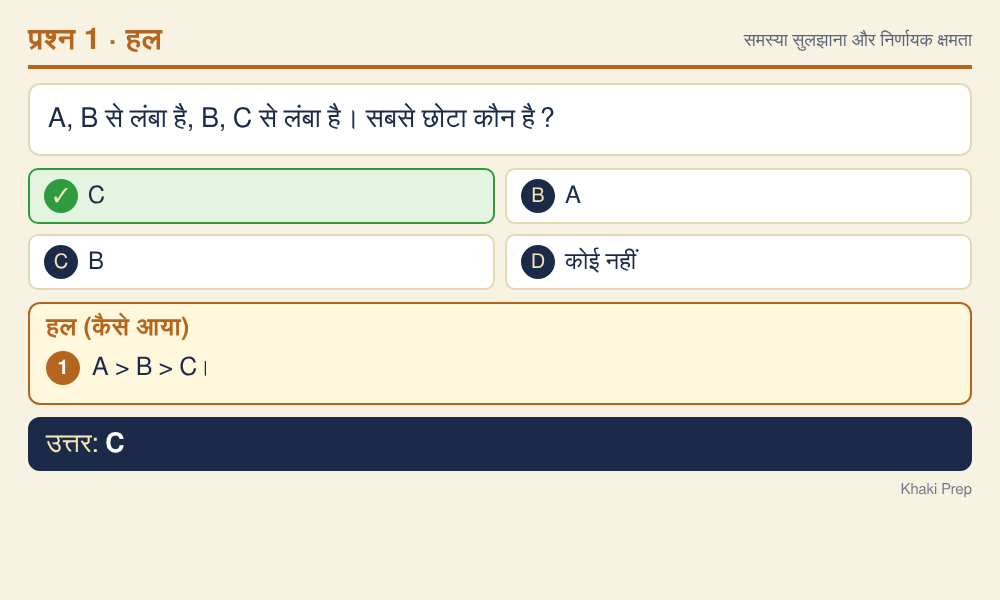 प्रश्न 1 · हल
समस्या सुलझाना और निर्णायक क्षमता
A, B से लंबा है, B, C से लंबा है। सबसे छोटा कौन है?
✓ C
B A
C B
D कोई नहीं
हल (कैसे आया)
1 A > B > C।
उत्तर: C
Khaki Prep